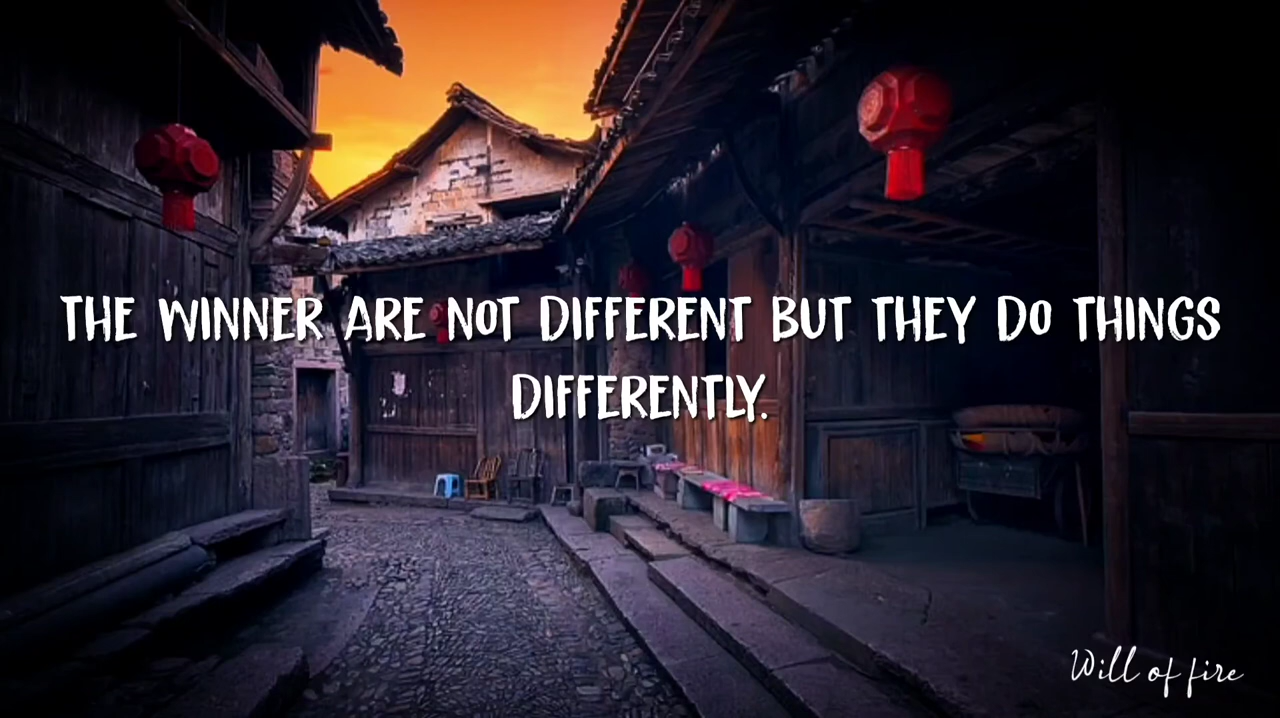 THE WINNER ARE NOT DIFFERENT BUT THEY DO THINGS
DIFFERENTLY.
Will of fire